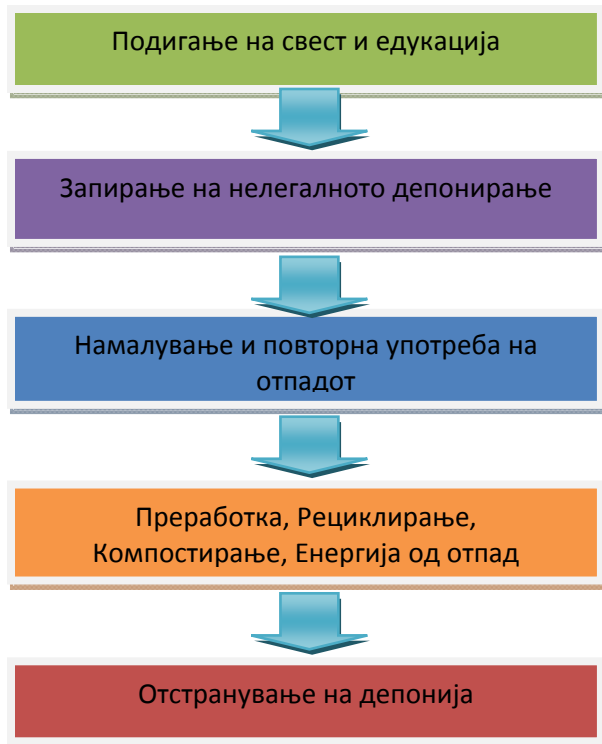 Подигање на свест и едукација
Запирање на нелегалното депонирање
Намалување и повторна употреба на
отпадот
Преработка, Рециклирање,
Компостирање, Енергија од отпад
Отстранување на депонија